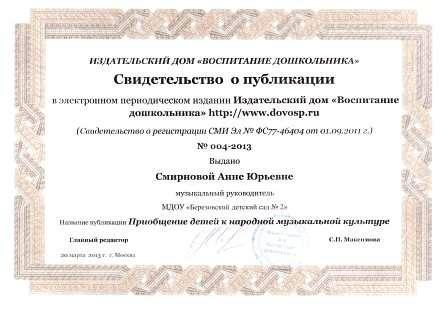 ИЗДАТЕЛЬСКИЙ ДОМ «ВОСПИТАНИЕ ДОШКОЛЬНИКА»
Свидетельство о публикации
в электронном периодическом издании Издательский дом «Воспитание
дошкольника» http://www.dovosp.ru
(Свидетельство о регистрации СМИ Эл № ФС77-46404 от 01.09.2011 г.)
№ 004-2013
Выдано
Смирновой Анне Юрьевне
музыкальный руководитель
МДОУ «Березовский детский сад № 2»
Название публикации Приобщение детей к народной музыкальной культуре
Главный редактор С.П. Макеенкова
20 марта 2013 г. г. Москва